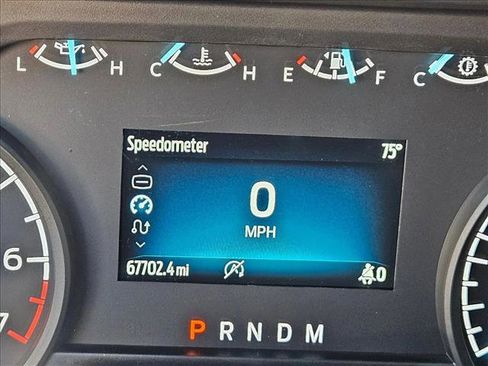 L H C H E F C
Speedometer 75°
0
MPH
67702.4 mi 0
6
7
P R N D M